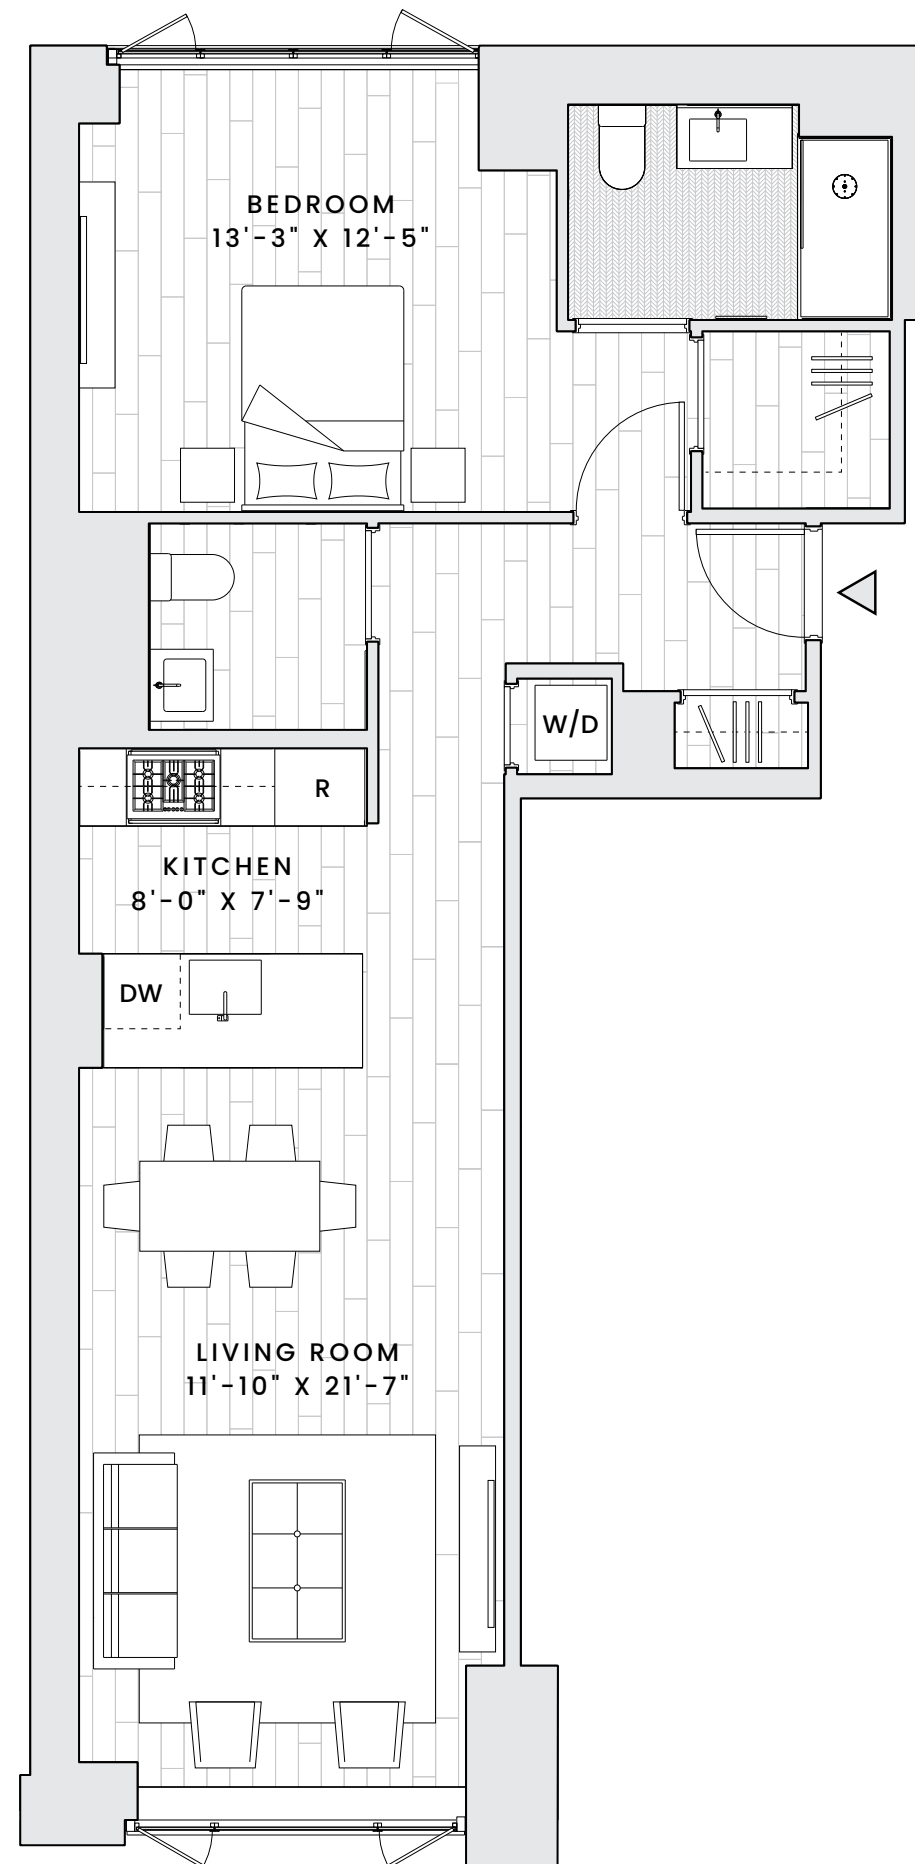 BEDROOM
13'-3" X 12'-5"
W/D
R
KITCHEN
8'-0" X 7'-9"
DW
LIVING ROOM
11'-10" X 21'-7"